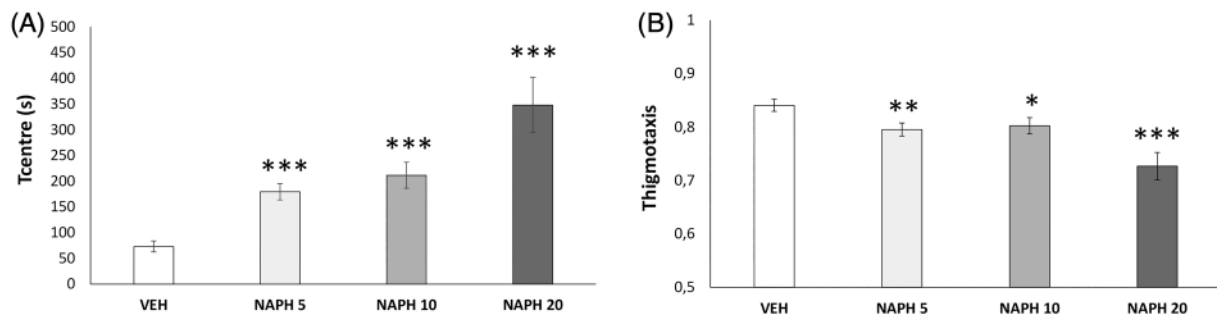 (A)
Tcentre (s)
500
450
400
350
300
250
200
150
100
50
0
***
***
***
VEH
NAPH 5
NAPH 10
NAPH 20
(B)
Thigmotaxis
1
0,9
0,8
0,7
0,6
0,5
**
*
***
VEH
NAPH 5
NAPH 10
NAPH 20